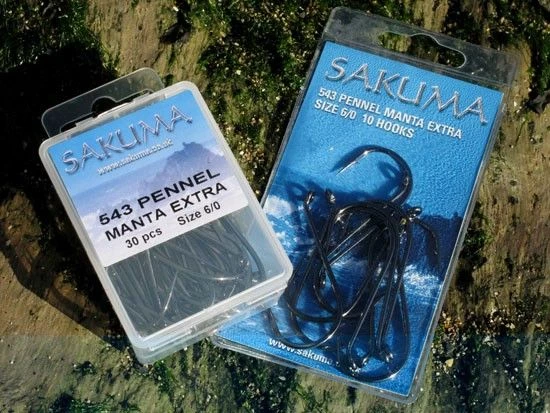 SAKUMA
www.sakuma.co.uk
543 PENNEL
MANTA EXTRA
30 pcs Size 6/0
SAKUMA
543 PENNEL MANTA EXTRA
SIZE 6/0 10 HOOKS
www.sakuma